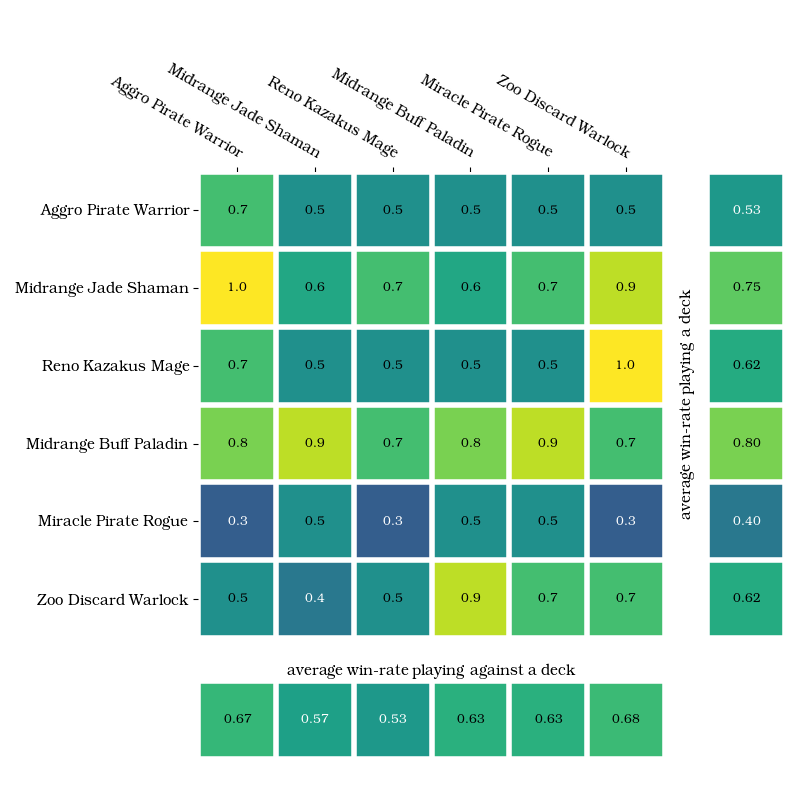 Aggro Pirate Warrior
Midrange Jade Shaman
Reno Kazakus Mage
Midrange Buff Paladin
Miracle Pirate Rogue
Zoo Discard Warlock
Aggro Pirate Warrior 0.7 0.5 0.5 0.5 0.5 0.5 0.53
Midrange Jade Shaman 1.0 0.6 0.7 0.6 0.7 0.9 0.75
Reno Kazakus Mage 0.7 0.5 0.5 0.5 0.5 1.0 0.62
Midrange Buff Paladin 0.8 0.9 0.7 0.8 0.9 0.7 0.80
Miracle Pirate Rogue 0.3 0.5 0.3 0.5 0.5 0.3 0.40
Zoo Discard Warlock 0.5 0.4 0.5 0.9 0.7 0.7 0.62
average win-rate playing a deck
average win-rate playing against a deck
0.67 0.57 0.53 0.63 0.63 0.68